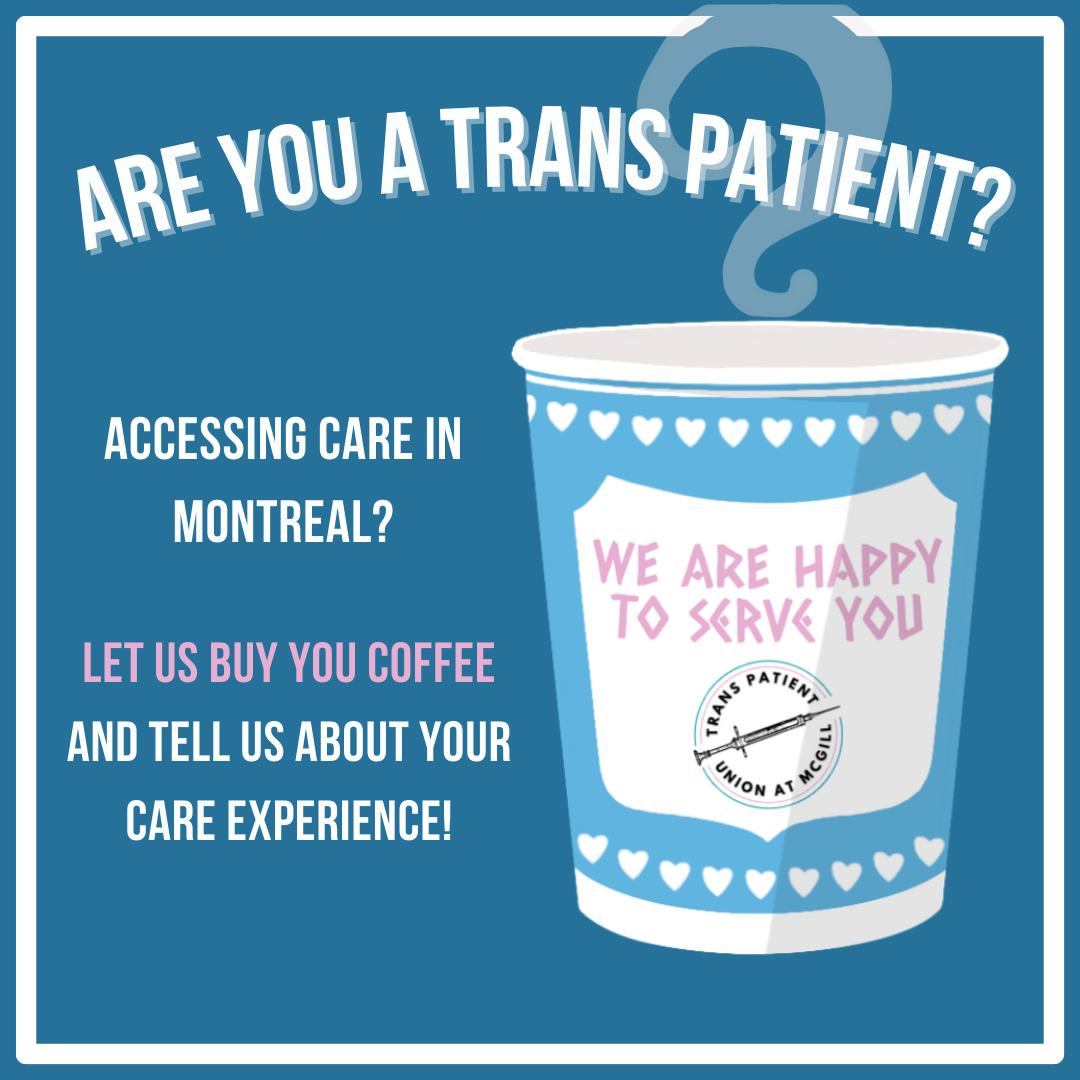 ARE YOU A TRANS PATIENT?
ACCESSING CARE IN
MONTREAL?
LET US BUY YOU COFFEE
AND TELL US ABOUT YOUR
CARE EXPERIENCE!
WE ARE HAPPY
TO SERVE YOU
TRANS PATIENT
UNION AT MCGILL